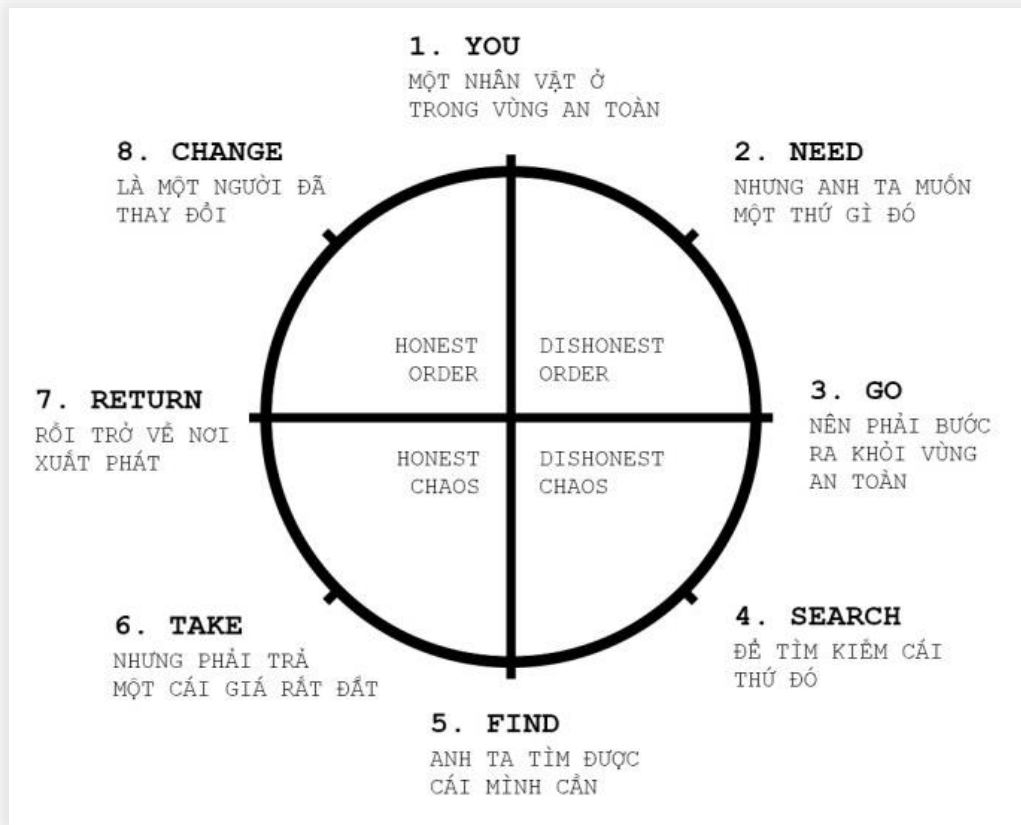 1. YOU
MỘT NHÂN VẬT Ở
TRONG VÙNG AN TOÀN
2. NEED
NHƯNG ANH TA MUỐN
MỘT THỨ GÌ ĐÓ
3. GO
NÊN PHẢI BƯỚC
RA KHỎI VÙNG
AN TOÀN
4. SEARCH
ĐỂ TÌM KIẾM CÁI
THỨ ĐÓ
5. FIND
ANH TA TÌM ĐƯỢC
CÁI MÌNH CẦN
6. TAKE
NHƯNG PHẢI TRẢ
MỘT CÁI GIÁ RẤT ĐẮT
7. RETURN
RỒI TRỞ VỀ NƠI
XUẤT PHÁT
8. CHANGE
LÀ MỘT NGƯỜI ĐÃ
THAY ĐỔI
HONEST
ORDER
DISHONEST
ORDER
HONEST
CHAOS
DISHONEST
CHAOS